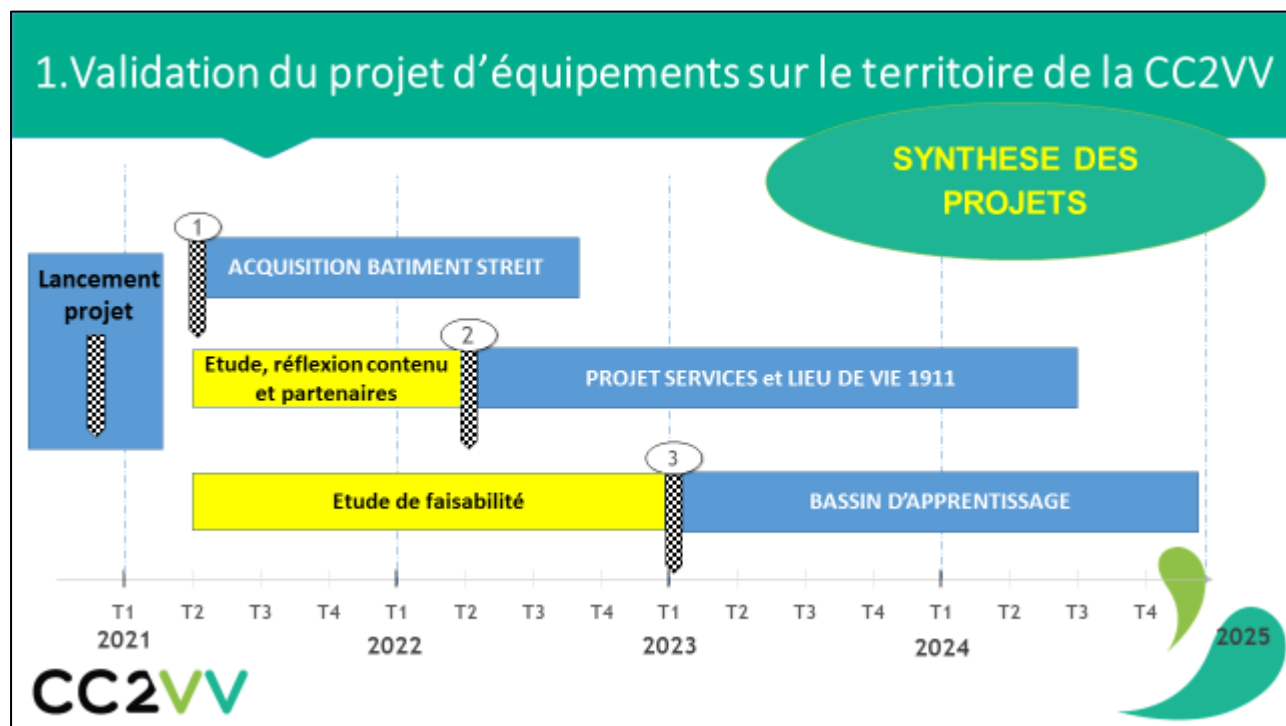 1.Validation du projet d’équipements sur le territoire de la CC2VV
SYNTHESE DES
PROJETS
1
ACQUISITION BATIMENT STREIT
Lancement
projet
2
Etude, réflexion contenu
et partenaires
PROJET SERVICES et LIEU DE VIE 1911
3
Etude de faisabilité
BASSIN D’APPRENTISSAGE
T1 T2 T3 T4 T1 T2 T3 T4 T1 T2 T3 T4 T1 T2 T3 T4
2021 2022 2023 2024 2025
CC2VV